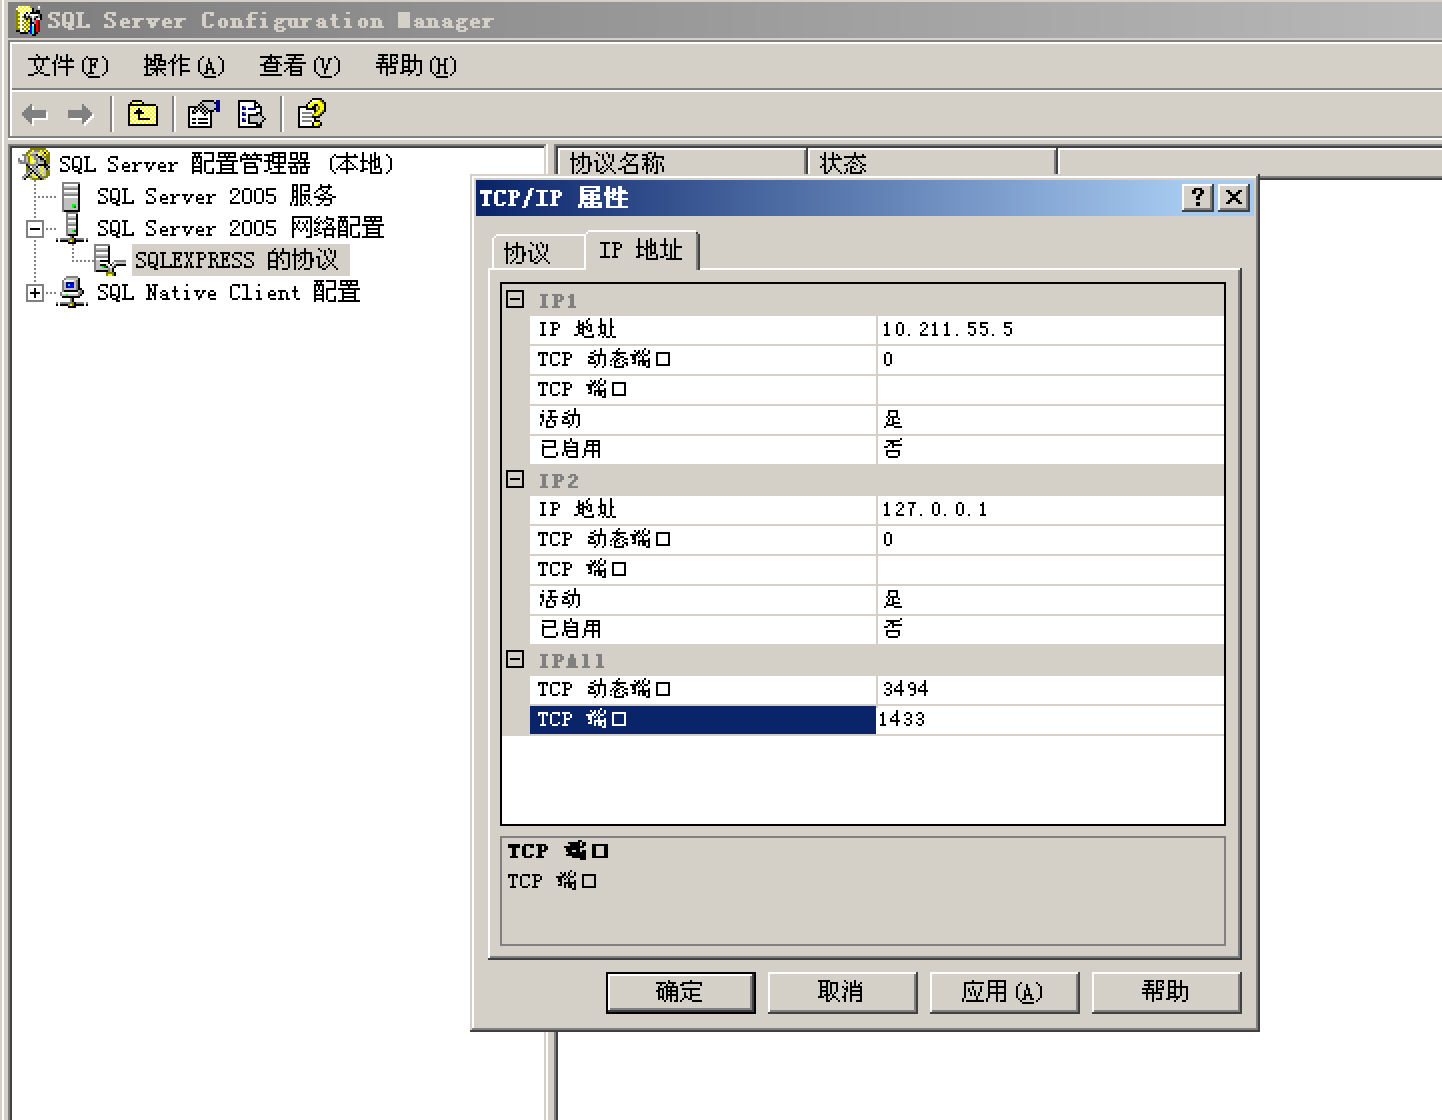 SQL Server Configuration Manager
文件(F) 操作(A) 查看(V) 帮助(H)
SQL Server 配置管理器 (本地)
SQL Server 2005 服务
SQL Server 2005 网络配置
SQLEXPRESS 的协议
SQL Native Client 配置
协议名称 状态
TCP/IP 属性
协议 IP 地址
IP1
IP 地址 10.211.55.5
TCP 动态端口 0
TCP 端口
活动 是
已启用 否
IP2
IP 地址 127.0.0.1
TCP 动态端口 0
TCP 端口
活动 是
已启用 否
IPAll
TCP 动态端口 3494
TCP 端口 1433
TCP 端口
TCP 端口
确定 取消 应用(A) 帮助